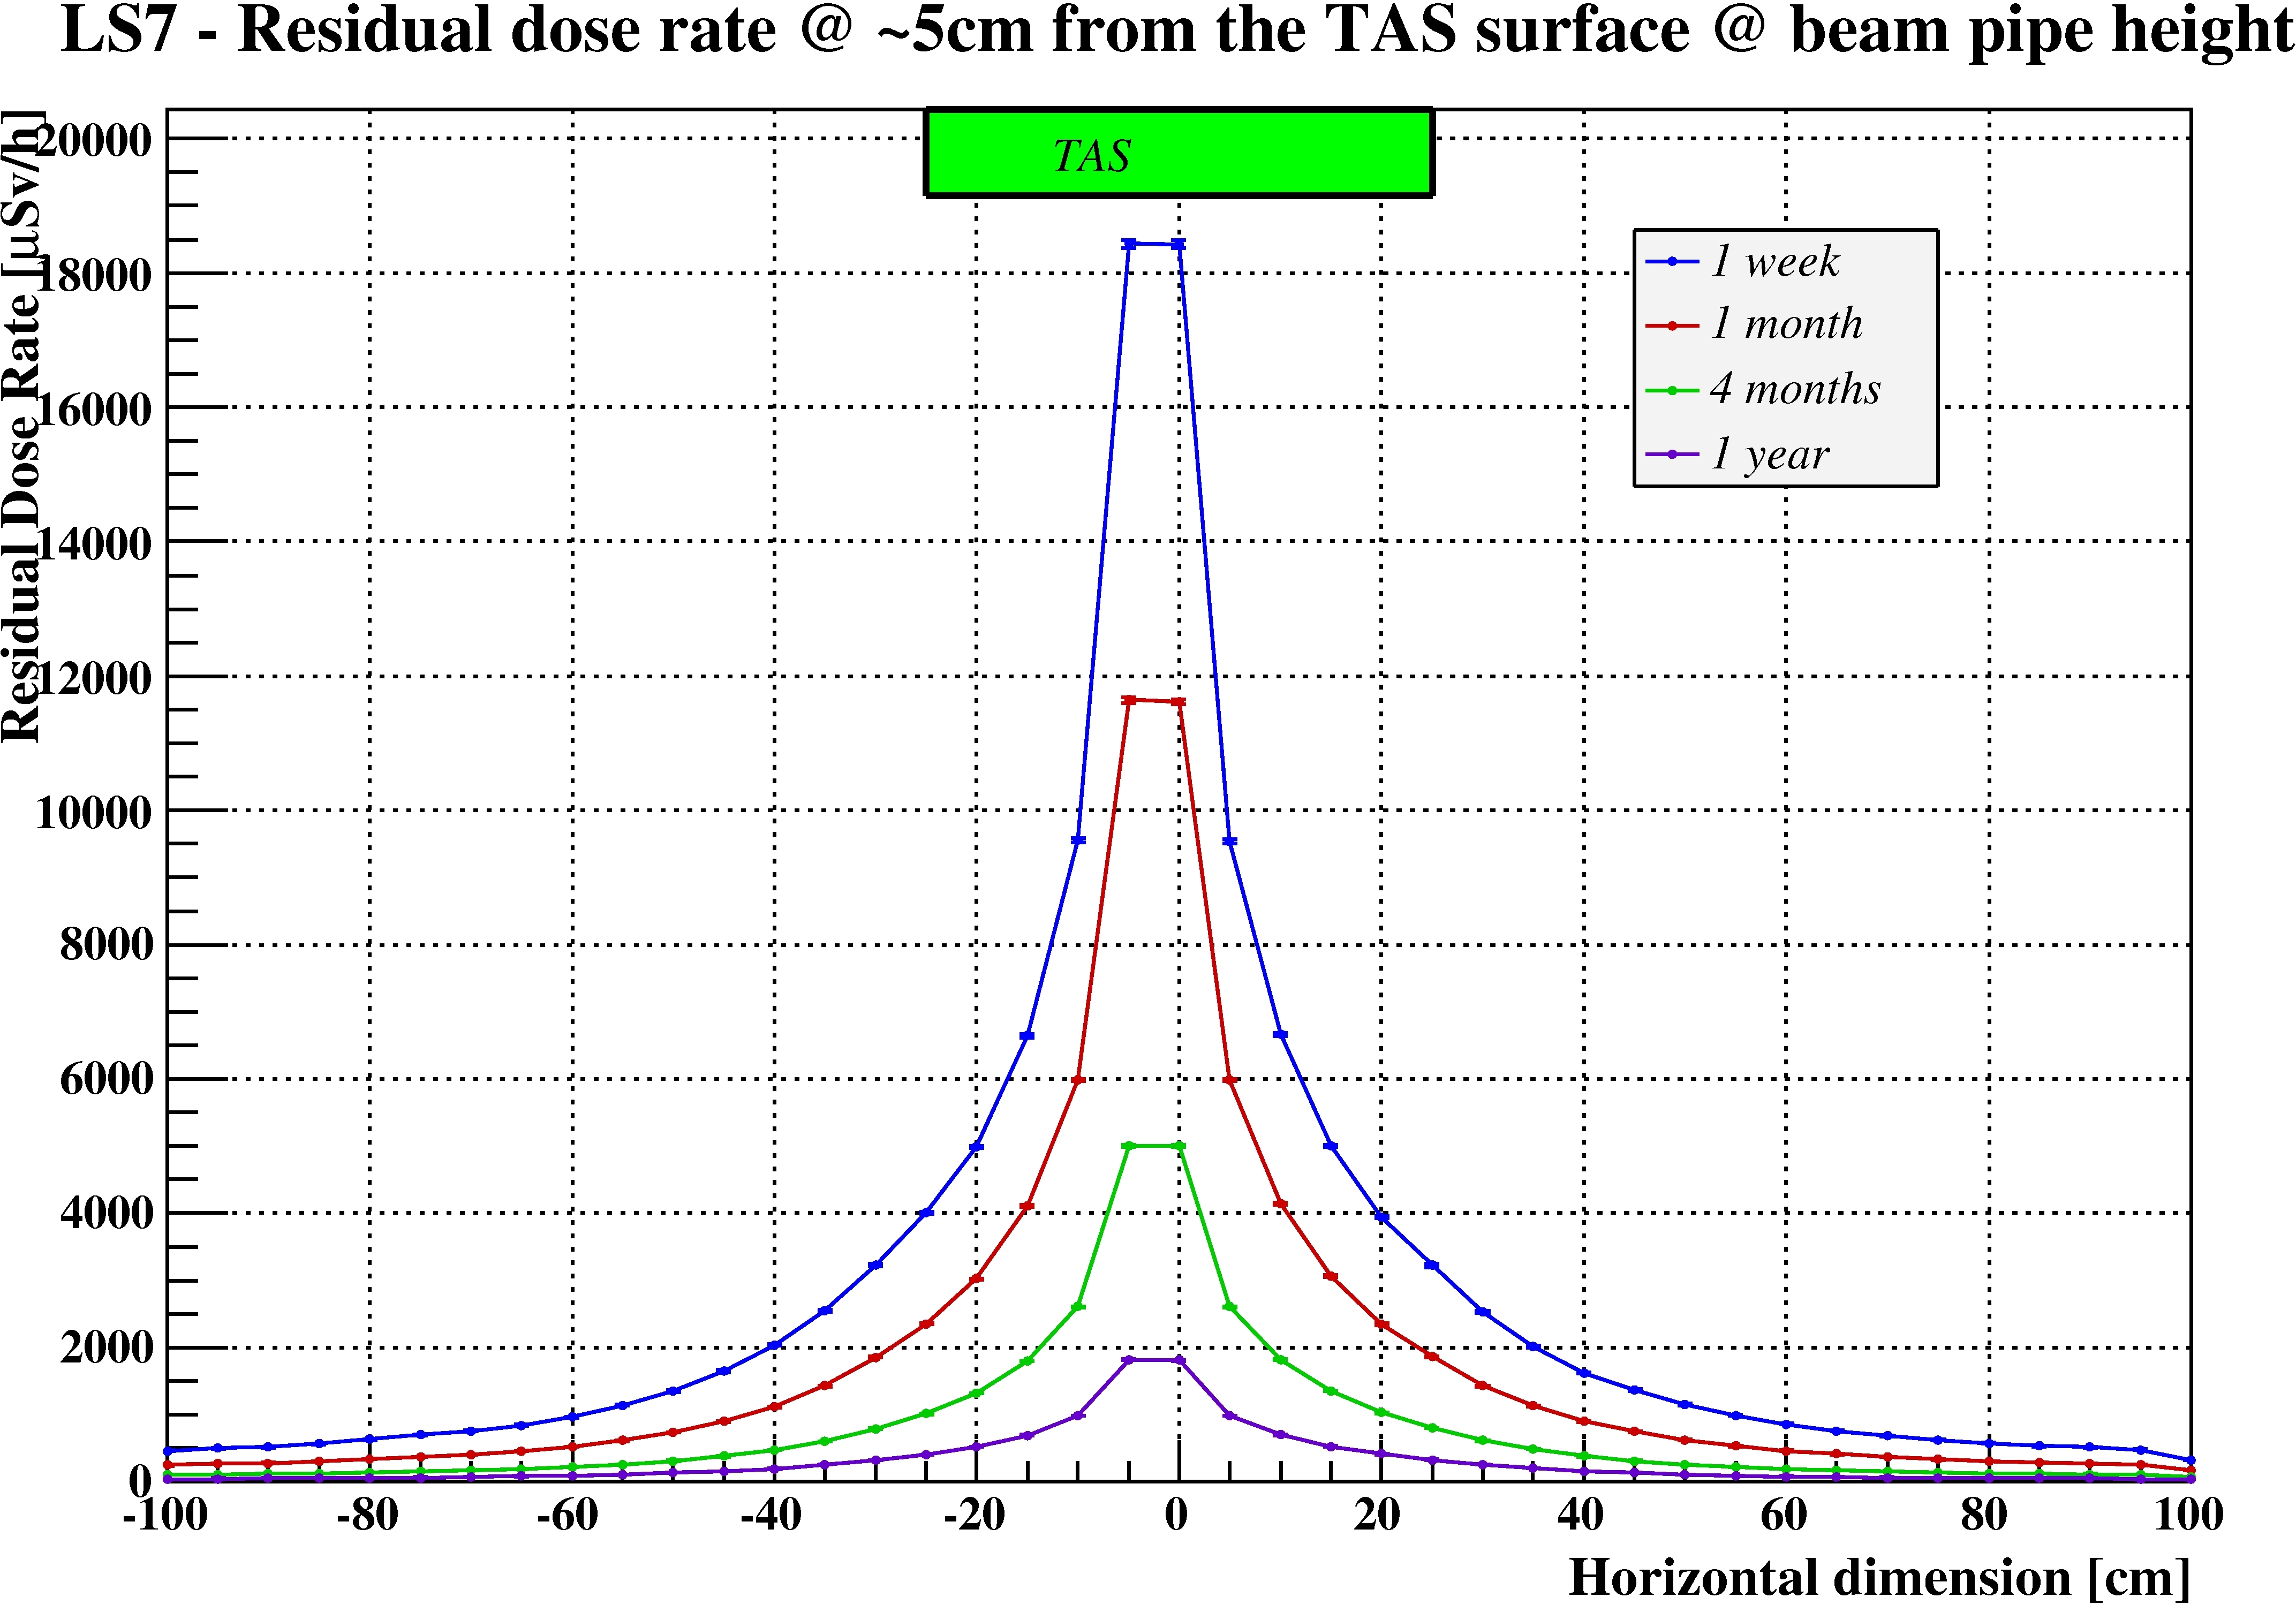 LS7 - Residual dose rate @ ~5cm from the TAS surface @ beam pipe height
Residual Dose Rate [μSv/h]
20000
18000
16000
14000
12000
10000
8000
6000
4000
2000
0
TAS
1 week
1 month
4 months
1 year
-100 -80 -60 -40 -20 0 20 40 60 80 100
Horizontal dimension [cm]